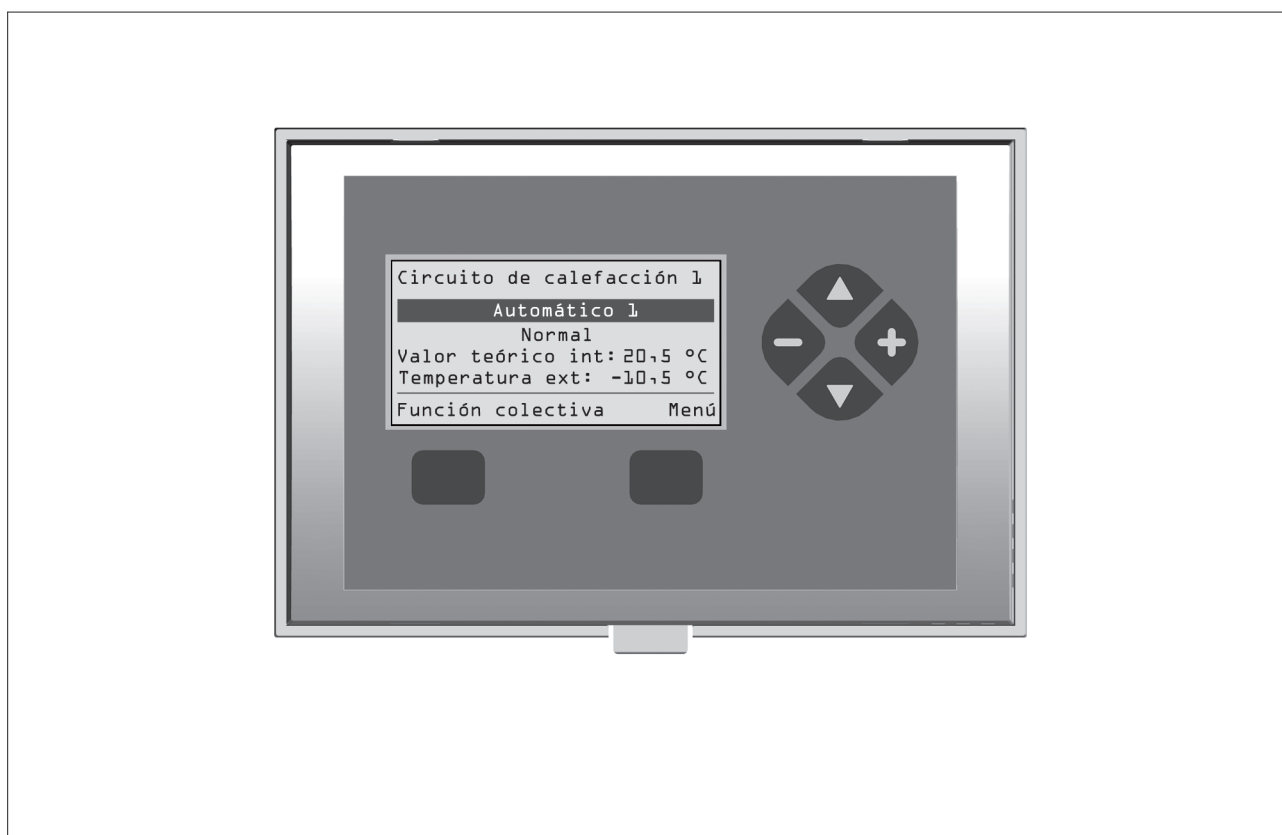 Circuito de calefacción 1
Automático 1
Normal
Valor teórico int: 20,5 °C
Temperatura ext: -10,5 °C
Función colectiva Menú